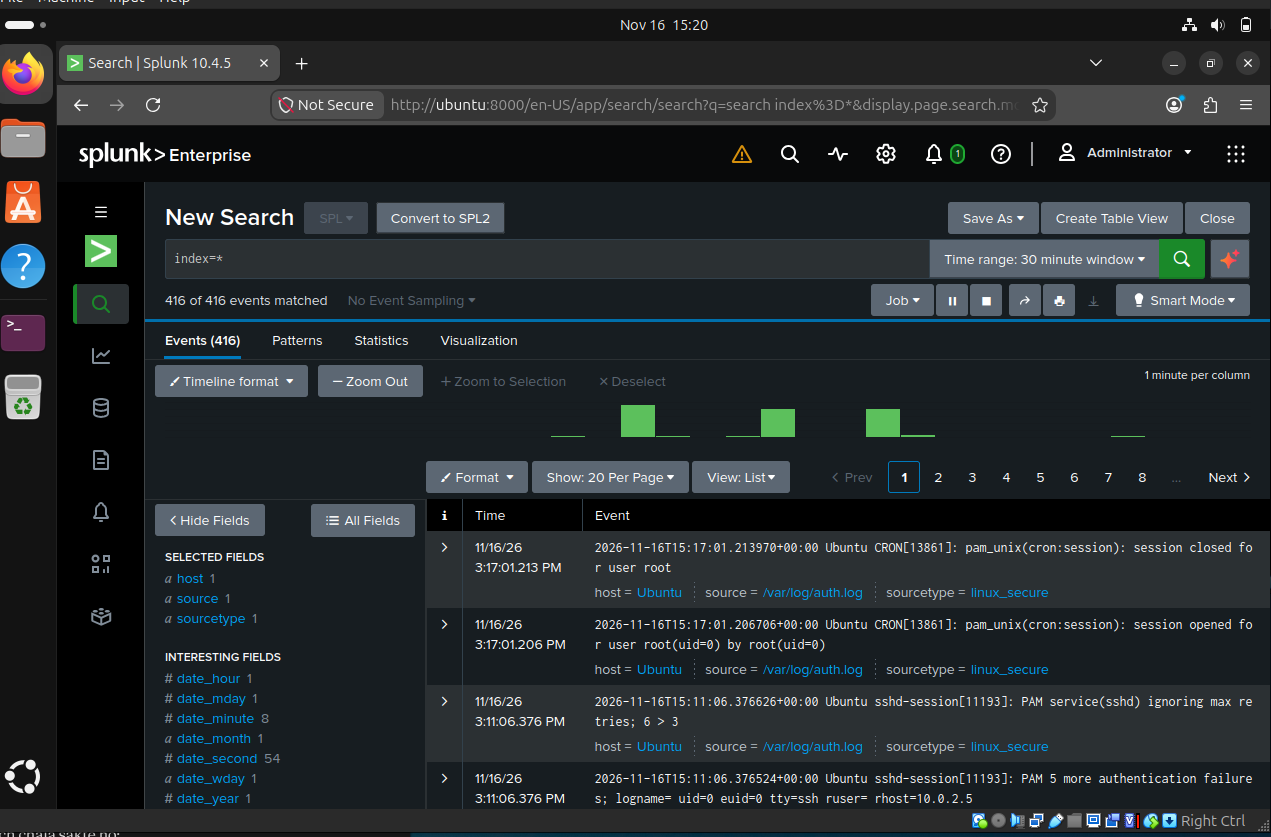 Machine Input Help
Nov 16 15:20
Search | Splunk 10.4.5
Not Secure http://ubuntu:8000/en-US/app/search/search?q=search index%3D*&display.page.search.mo
splunk> Enterprise
1
Administrator
New Search SPL Convert to SPL2 Save As Create Table View Close
index=* Time range: 30 minute window
416 of 416 events matched No Event Sampling Job Smart Mode
Events (416) Patterns Statistics Visualization
Timeline format — Zoom Out + Zoom to Selection × Deselect 1 minute per column
Format Show: 20 Per Page View: List < Prev 1 2 3 4 5 6 7 8 ... Next >
< Hide Fields All Fields
i Time Event
SELECTED FIELDS
a host 1
a source 1
a sourcetype 1
INTERESTING FIELDS
# date_hour 1
# date_mday 1
# date_minute 8
a date_month 1
# date_second 54
a date_wday 1
# date_year 1
11/16/26
3:17:01.213 PM
2026-11-16T15:17:01.213970+00:00 Ubuntu CRON[13861]: pam_unix(cron:session): session closed fo
r user root
host = Ubuntu source = /var/log/auth.log sourcetype = linux_secure
11/16/26
3:17:01.206 PM
2026-11-16T15:17:01.206706+00:00 Ubuntu CRON[13861]: pam_unix(cron:session): session opened fo
r user root(uid=0) by root(uid=0)
host = Ubuntu source = /var/log/auth.log sourcetype = linux_secure
11/16/26
3:11:06.376 PM
2026-11-16T15:11:06.376626+00:00 Ubuntu sshd-session[11193]: PAM service(sshd) ignoring max re
tries; 6 > 3
host = Ubuntu source = /var/log/auth.log sourcetype = linux_secure
11/16/26
3:11:06.376 PM
2026-11-16T15:11:06.376524+00:00 Ubuntu sshd-session[11193]: PAM 5 more authentication failure
s; logname= uid=0 euid=0 tty=ssh ruser= rhost=10.0.2.5
Right Ctrl